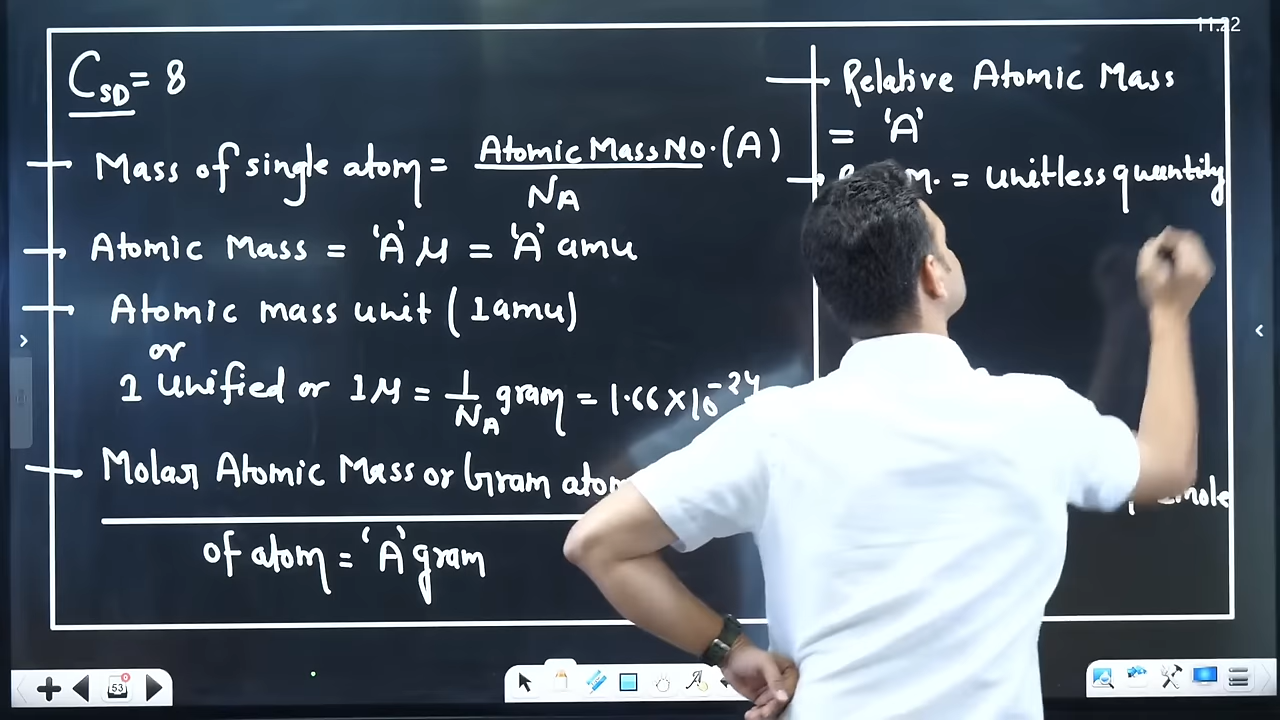 C_SD = 8
Mass of single atom = Atomic Mass No. (A)
N_A
Atomic Mass = 'A' μ = 'A' amu
Atomic mass unit (1 amu)
or
1 Unified or 1 μ = 1/N_A gram = 1.66 × 10^-24
Molar Atomic Mass or Gram
of atom = 'A' gram
11:22
Relative Atomic Mass
= 'A'
M. = Unitless quantity
mole
53